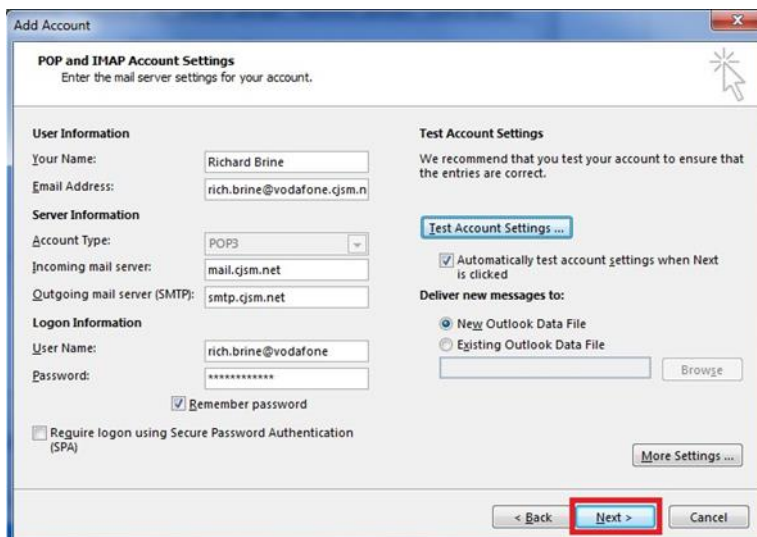 Add Account
POP and IMAP Account Settings
Enter the mail server settings for your account.
User Information
Your Name:
Richard Brine
Email Address:
rich.brine@vodafone.cjsm.n
Server Information
Account Type:
POP3
Incoming mail server:
mail.cjsm.net
Outgoing mail server (SMTP):
smtp.cjsm.net
Logon Information
User Name:
rich.brine@vodafone
Password:
************
Remember password
Require logon using Secure Password Authentication
(SPA)
Test Account Settings
We recommend that you test your account to ensure that
the entries are correct.
Test Account Settings ...
Automatically test account settings when Next
is clicked
Deliver new messages to:
New Outlook Data File
Existing Outlook Data File
Browse
More Settings ...
< Back
Next >
Cancel